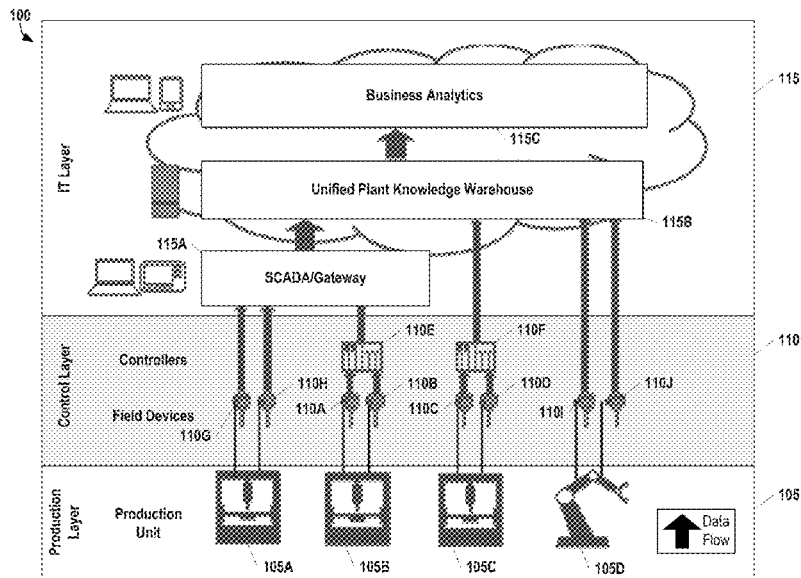 100
Business Analytics
115
115C
IT Layer
Unified Plant Knowledge Warehouse
115B
115A
SCADA/Gateway
110E
110F
110
Controllers
Control Layer
110H
110A
110B
110C
110D
110I
110J
Field Devices
110G
105
Production Layer
Production Unit
Data Flow
105A
105B
105C
105D